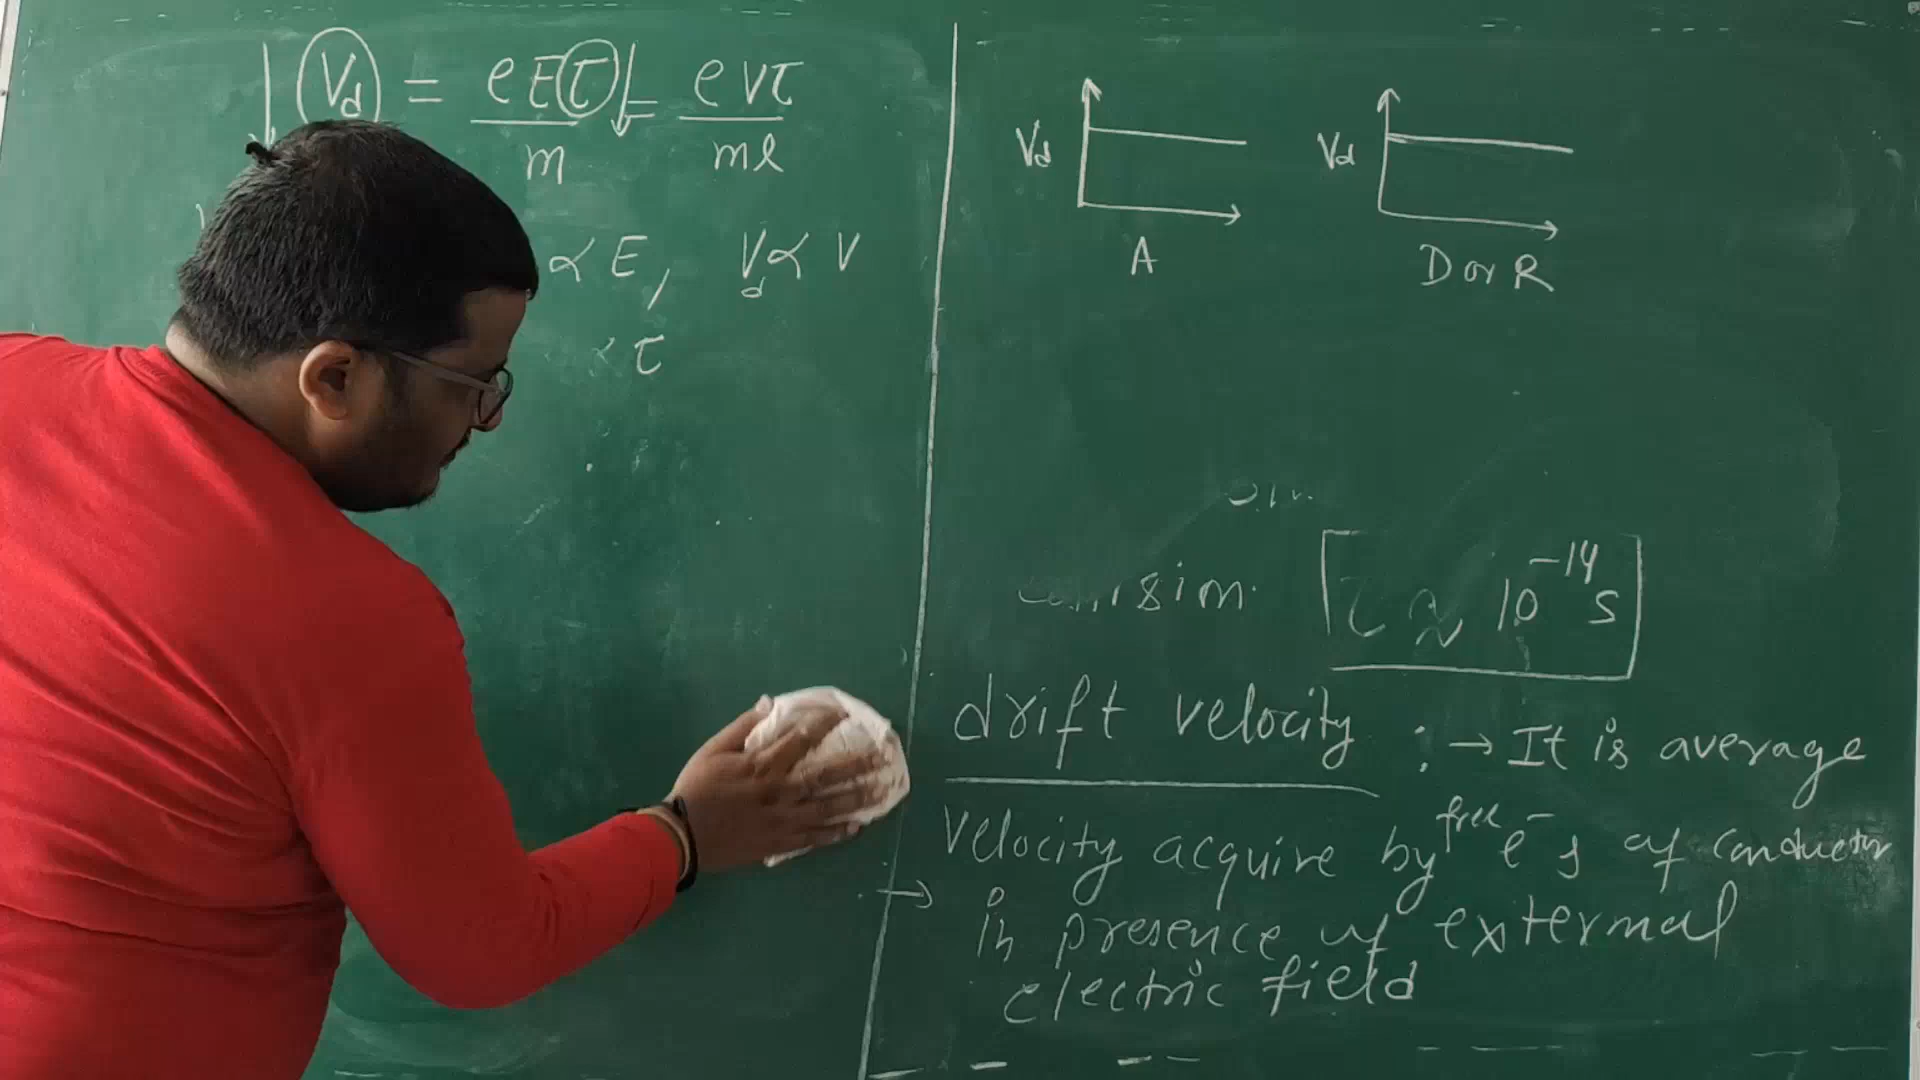 Vd = eEτ/m = eVτ/ml
∝ E, Vd ∝ V
∝ τ
Vd
A
Vd
D or R
τ ≈ 10⁻¹⁴ s
drift velocity : → It is average
velocity acquire by free e⁻s of conductor
→ in presence of external
electric field